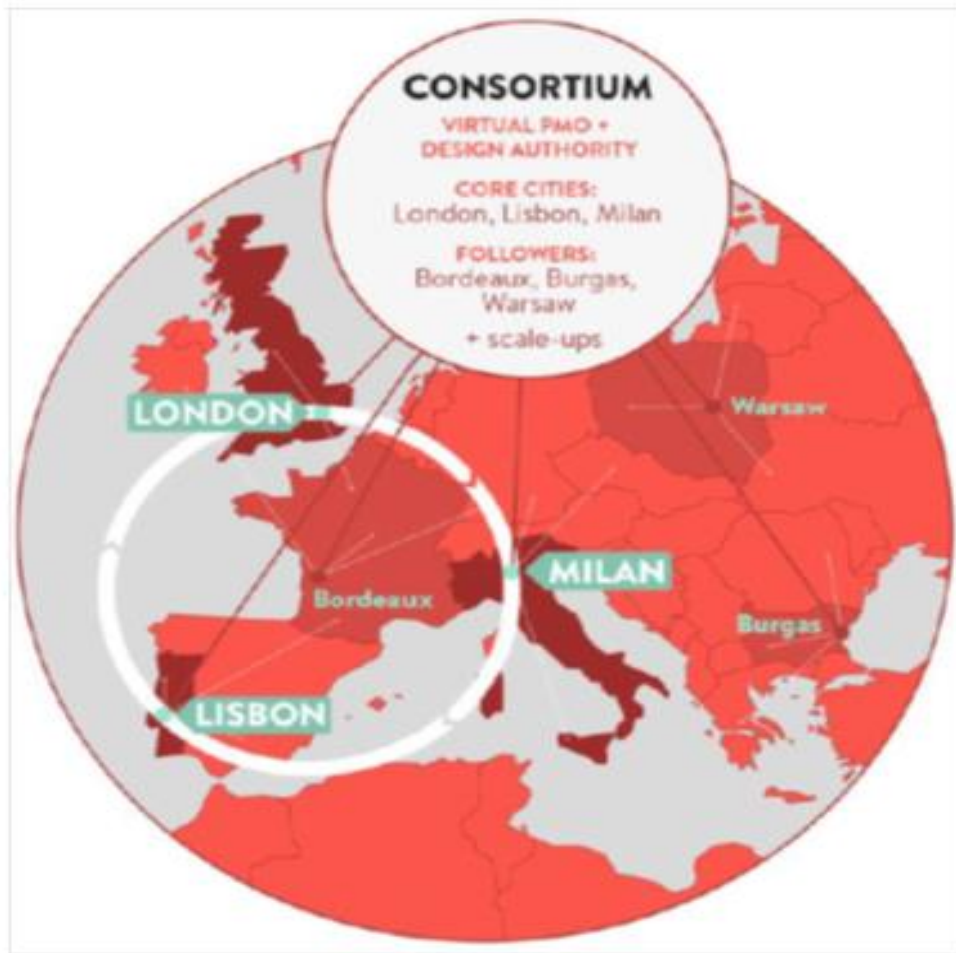 CONSORTIUM
VIRTUAL PMO +
DESIGN AUTHORITY
CORE CITIES:
London, Lisbon, Milan
FOLLOWERS:
Bordeaux, Burgas,
Warsaw
+ scale-ups
LONDON
Warsaw
MILAN
Bordeaux
Burgas
LISBON